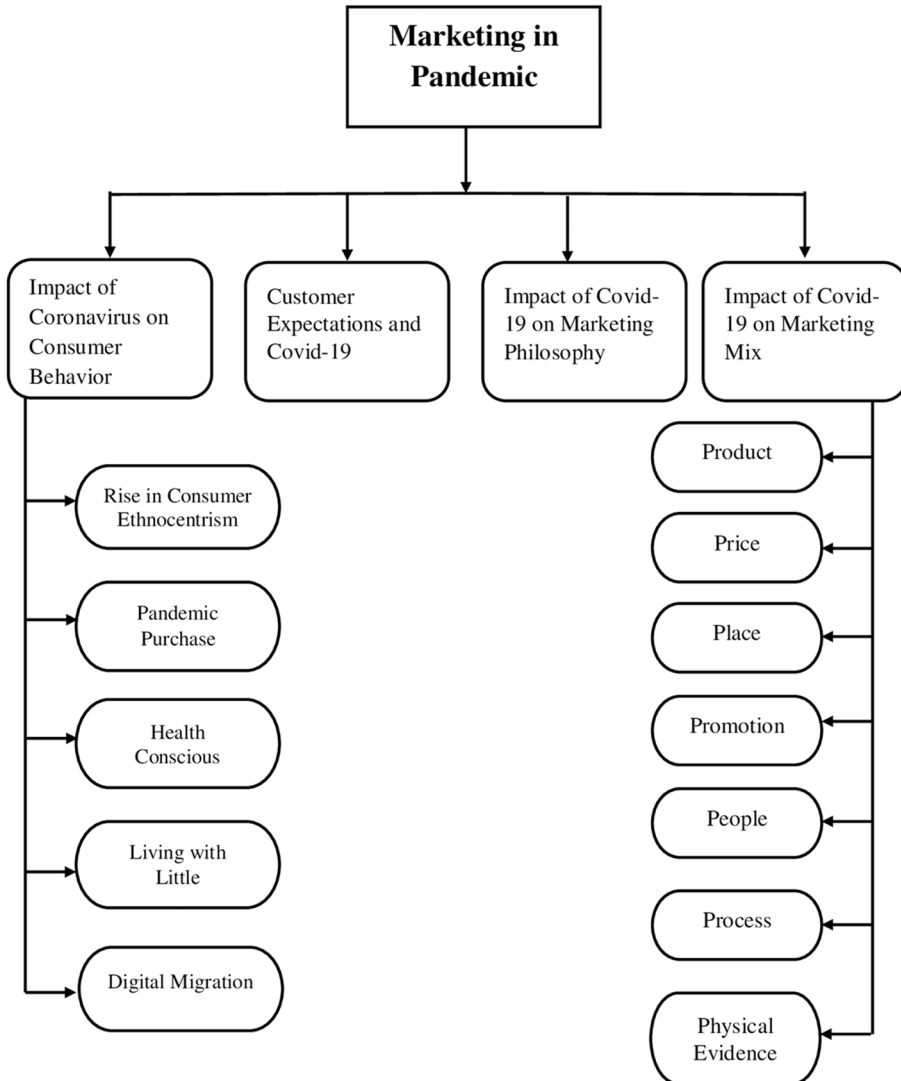 Marketing in
Pandemic
Impact of
Coronavirus on
Consumer
Behavior
Customer
Expectations and
Covid-19
Impact of Covid-
19 on Marketing
Philosophy
Impact of Covid-
19 on Marketing
Mix
Rise in Consumer
Ethnocentrism
Pandemic
Purchase
Health
Conscious
Living with
Little
Digital Migration
Product
Price
Place
Promotion
People
Process
Physical
Evidence